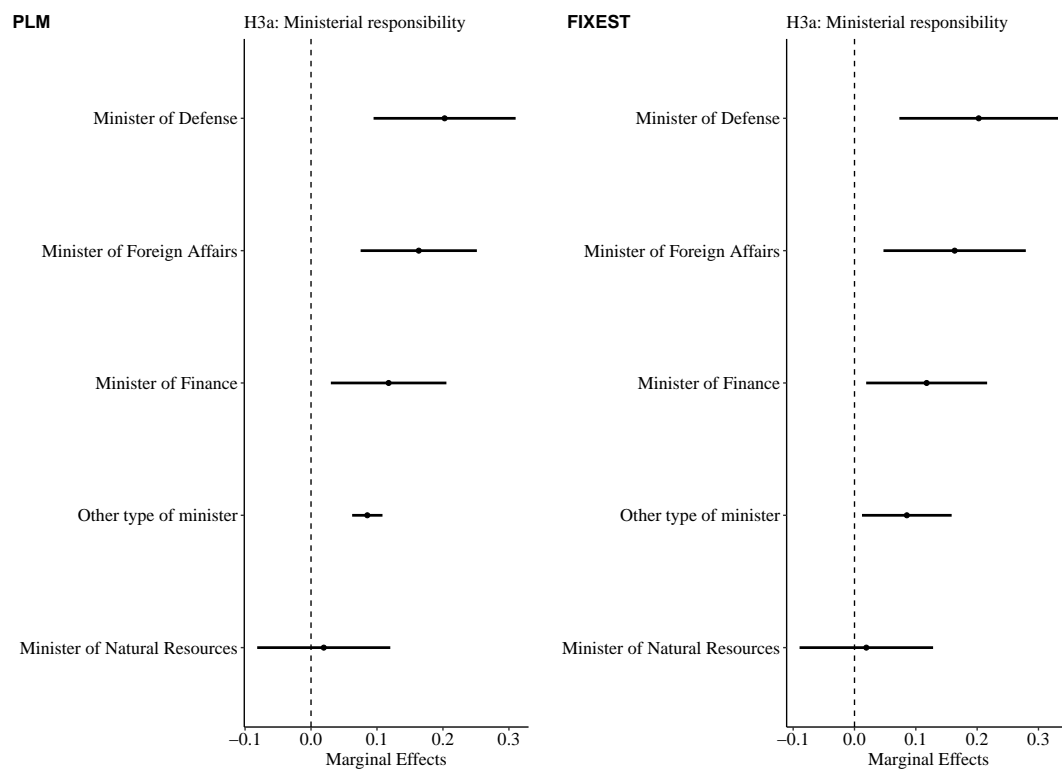 PLM
H3a: Ministerial responsibility
Minister of Defense
Minister of Foreign Affairs
Minister of Finance
Other type of minister
Minister of Natural Resources
−0.1 0.0 0.1 0.2 0.3
Marginal Effects
FIXEST
H3a: Ministerial responsibility
Minister of Defense
Minister of Foreign Affairs
Minister of Finance
Other type of minister
Minister of Natural Resources
−0.1 0.0 0.1 0.2 0.3
Marginal Effects